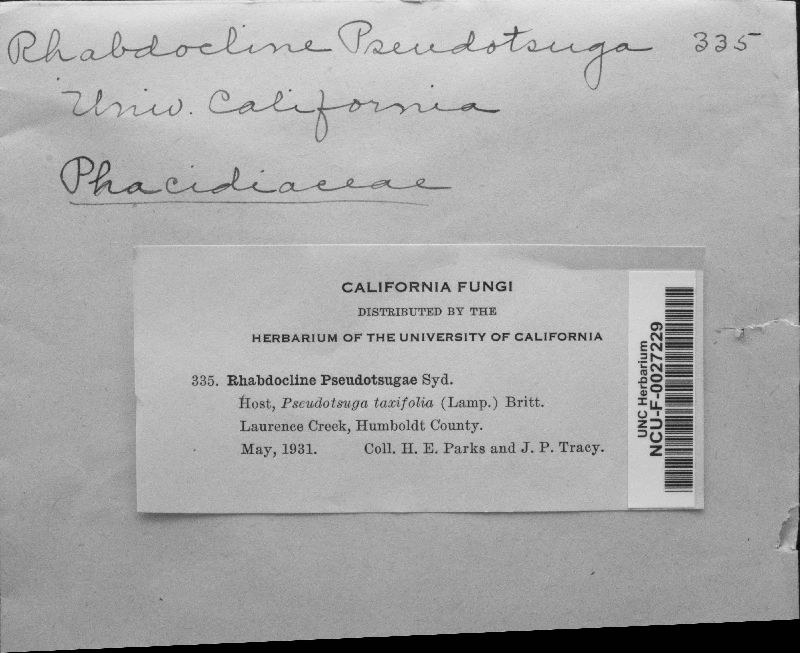 Rhabdocline Pseudotsuga 335
Univ. California
Phacidiaceae
CALIFORNIA FUNGI
DISTRIBUTED BY THE
HERBARIUM OF THE UNIVERSITY OF CALIFORNIA
335. Rhabdocline Pseudotsugae Syd.
Host, Pseudotsuga taxifolia (Lamp.) Britt.
Laurence Creek, Humboldt County.
May, 1931. Coll. H. E. Parks and J. P. Tracy.
UNC Herbarium
NCU-F-0027229